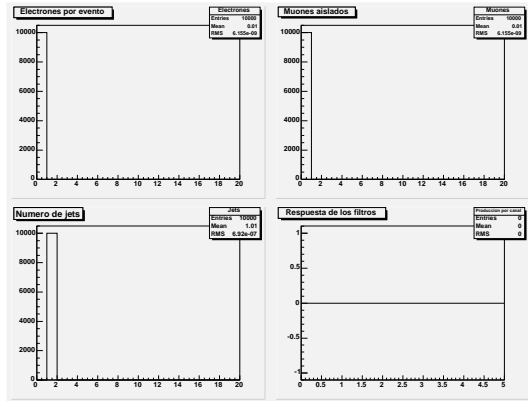 Electrones por evento
Electrones
Entries 10000
Mean 0.01
RMS 6.155e-09
10000
8000
6000
4000
2000
0
0 2 4 6 8 10 12 14 16 18 20
Muones aislados
Muones
Entries 10000
Mean 0.01
RMS 6.155e-09
10000
8000
6000
4000
2000
0
0 2 4 6 8 10 12 14 16 18 20
Numero de jets
Jets
Entries 10000
Mean 1.01
RMS 6.92e-07
10000
8000
6000
4000
2000
0
0 2 4 6 8 10 12 14 16 18 20
Respuesta de los filtros
Produccion por canal
Entries 0
Mean 0
RMS 0
1
0.5
0
-0.5
-1
0 0.5 1 1.5 2 2.5 3 3.5 4 4.5 5